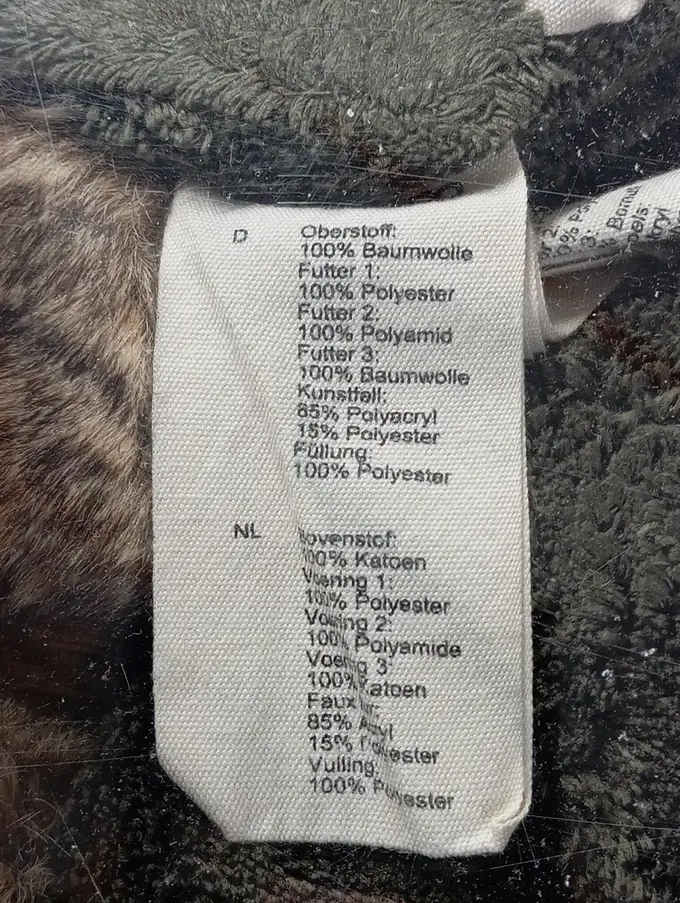 D
Oberstoff:
100% Baumwolle
Futter 1:
100% Polyester
Futter 2:
100% Polyamid
Futter 3:
100% Baumwolle
Kunstfell:
85% Polyacryl
15% Polyester
Füllung:
100% Polyester
NL
Bovenstof:
100% Katoen
Voering 1:
100% Polyester
Voering 2:
100% Polyamide
Voering 3:
100% Katoen
Faux
85% Acryl
15% Polyester
Vulling:
100% Polyester